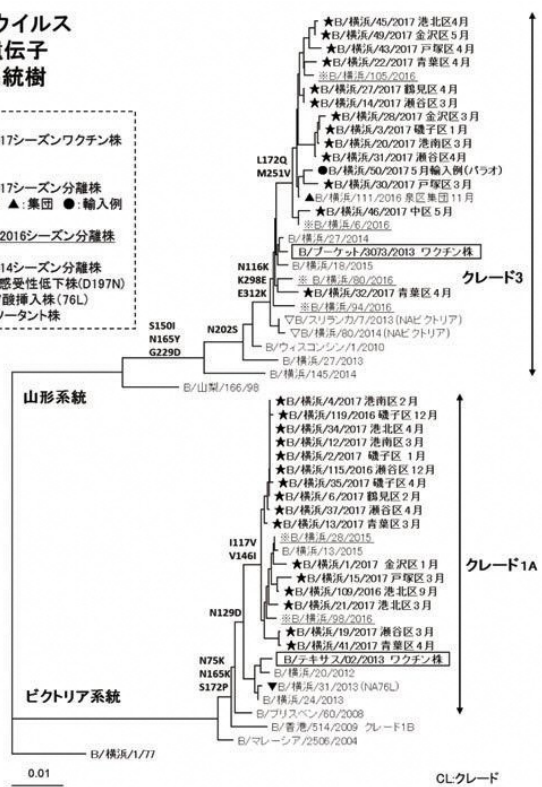 ウイルス
遺伝子
統樹
17シーズンワクチン株
17シーズン分離株
▲:集団 ●:輸入例
2016シーズン分離株
14シーズン分離株
感受性低下株(D197N)
酸挿入株(76L)
ソータント株
★B/横浜/45/2017 港北区4月
★B/横浜/49/2017 金沢区5月
★B/横浜/43/2017 戸塚区4月
★B/横浜/22/2017 青葉区4月
※B/横浜/105/2016
★B/横浜/27/2017 鶴見区4月
★B/横浜/14/2017 瀬谷区3月
★B/横浜/28/2017 金沢区3月
★B/横浜/3/2017 磯子区1月
★B/横浜/20/2017 港南区3月
★B/横浜/31/2017 瀬谷区4月
L172Q
M251V
●B/横浜/50/2017 5月輸入例(パラオ)
★B/横浜/30/2017 戸塚区3月
▲B/横浜/111/2016 泉区集団11月
★B/横浜/46/2017 中区5月
※B/横浜/6/2016
B/横浜/27/2014
B/プーケット/3073/2013 ワクチン株
B/横浜/18/2015
クレード3
N116K
K298E
E312K
※B/横浜/80/2016
★B/横浜/32/2017 青葉区4月
※B/横浜/94/2016
▽B/スリランカ/7/2013(NAビクトリア)
▽B/横浜/80/2014(NAビクトリア)
S150I
N165Y
G229D
N202S
B/ウィスコンシン/1/2010
B/横浜/27/2013
B/横浜/145/2014
B/山梨/166/98
山形系統
★B/横浜/4/2017 港南区2月
★B/横浜/119/2016 磯子区12月
★B/横浜/34/2017 港北区4月
★B/横浜/12/2017 港南区3月
★B/横浜/2/2017 磯子区 1月
★B/横浜/115/2016 瀬谷区12月
★B/横浜/35/2017 磯子区4月
★B/横浜/6/2017 鶴見区2月
★B/横浜/37/2017 瀬谷区4月
★B/横浜/13/2017 青葉区3月
I117V
V146I
※B/横浜/28/2015
B/横浜/13/2015
★B/横浜/1/2017 金沢区1月
クレード1A
★B/横浜/15/2017 戸塚区3月
★B/横浜/109/2016 港北区9月
★B/横浜/21/2017 港北区3月
※B/横浜/98/2016
N129D
★B/横浜/19/2017 瀬谷区3月
★B/横浜/41/2017 青葉区4月
B/テキサス/02/2013 ワクチン株
N75K
N165K
S172P
B/横浜/20/2012
▼B/横浜/31/2013(NA76L)
B/横浜/24/2013
ビクトリア系統
B/ブリスベン/60/2008
B/香港/514/2009 クレード1B
B/マレーシア/2506/2004
B/横浜/1/77
0.01
CL:クレード